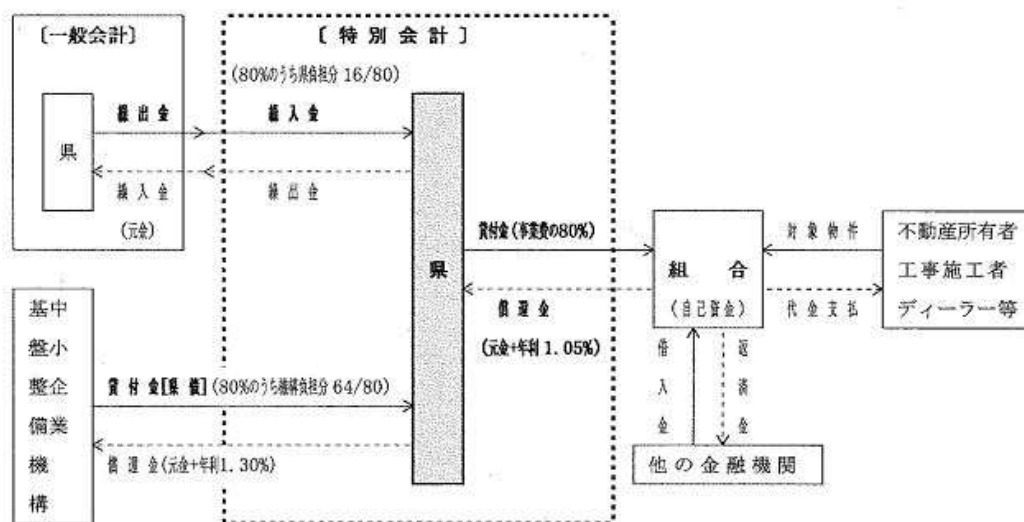 〔一般会計〕
〔特別会計〕
(80%のうち県負担分 16/80)
繰出金
繰入金
県
繰入金
繰出金
(元金)
貸付金(事業費の80%)
県
償還金
(元金+年利1.05%)
組合
(自己資金)
対象物件
代金支払
不動産所有者
工事施工者
ディーラー等
借入金
返済金
他の金融機関
中小企業
基盤整備機構
貸付金[県債](80%のうち機構負担分 64/80)
償還金(元金+年利1.30%)